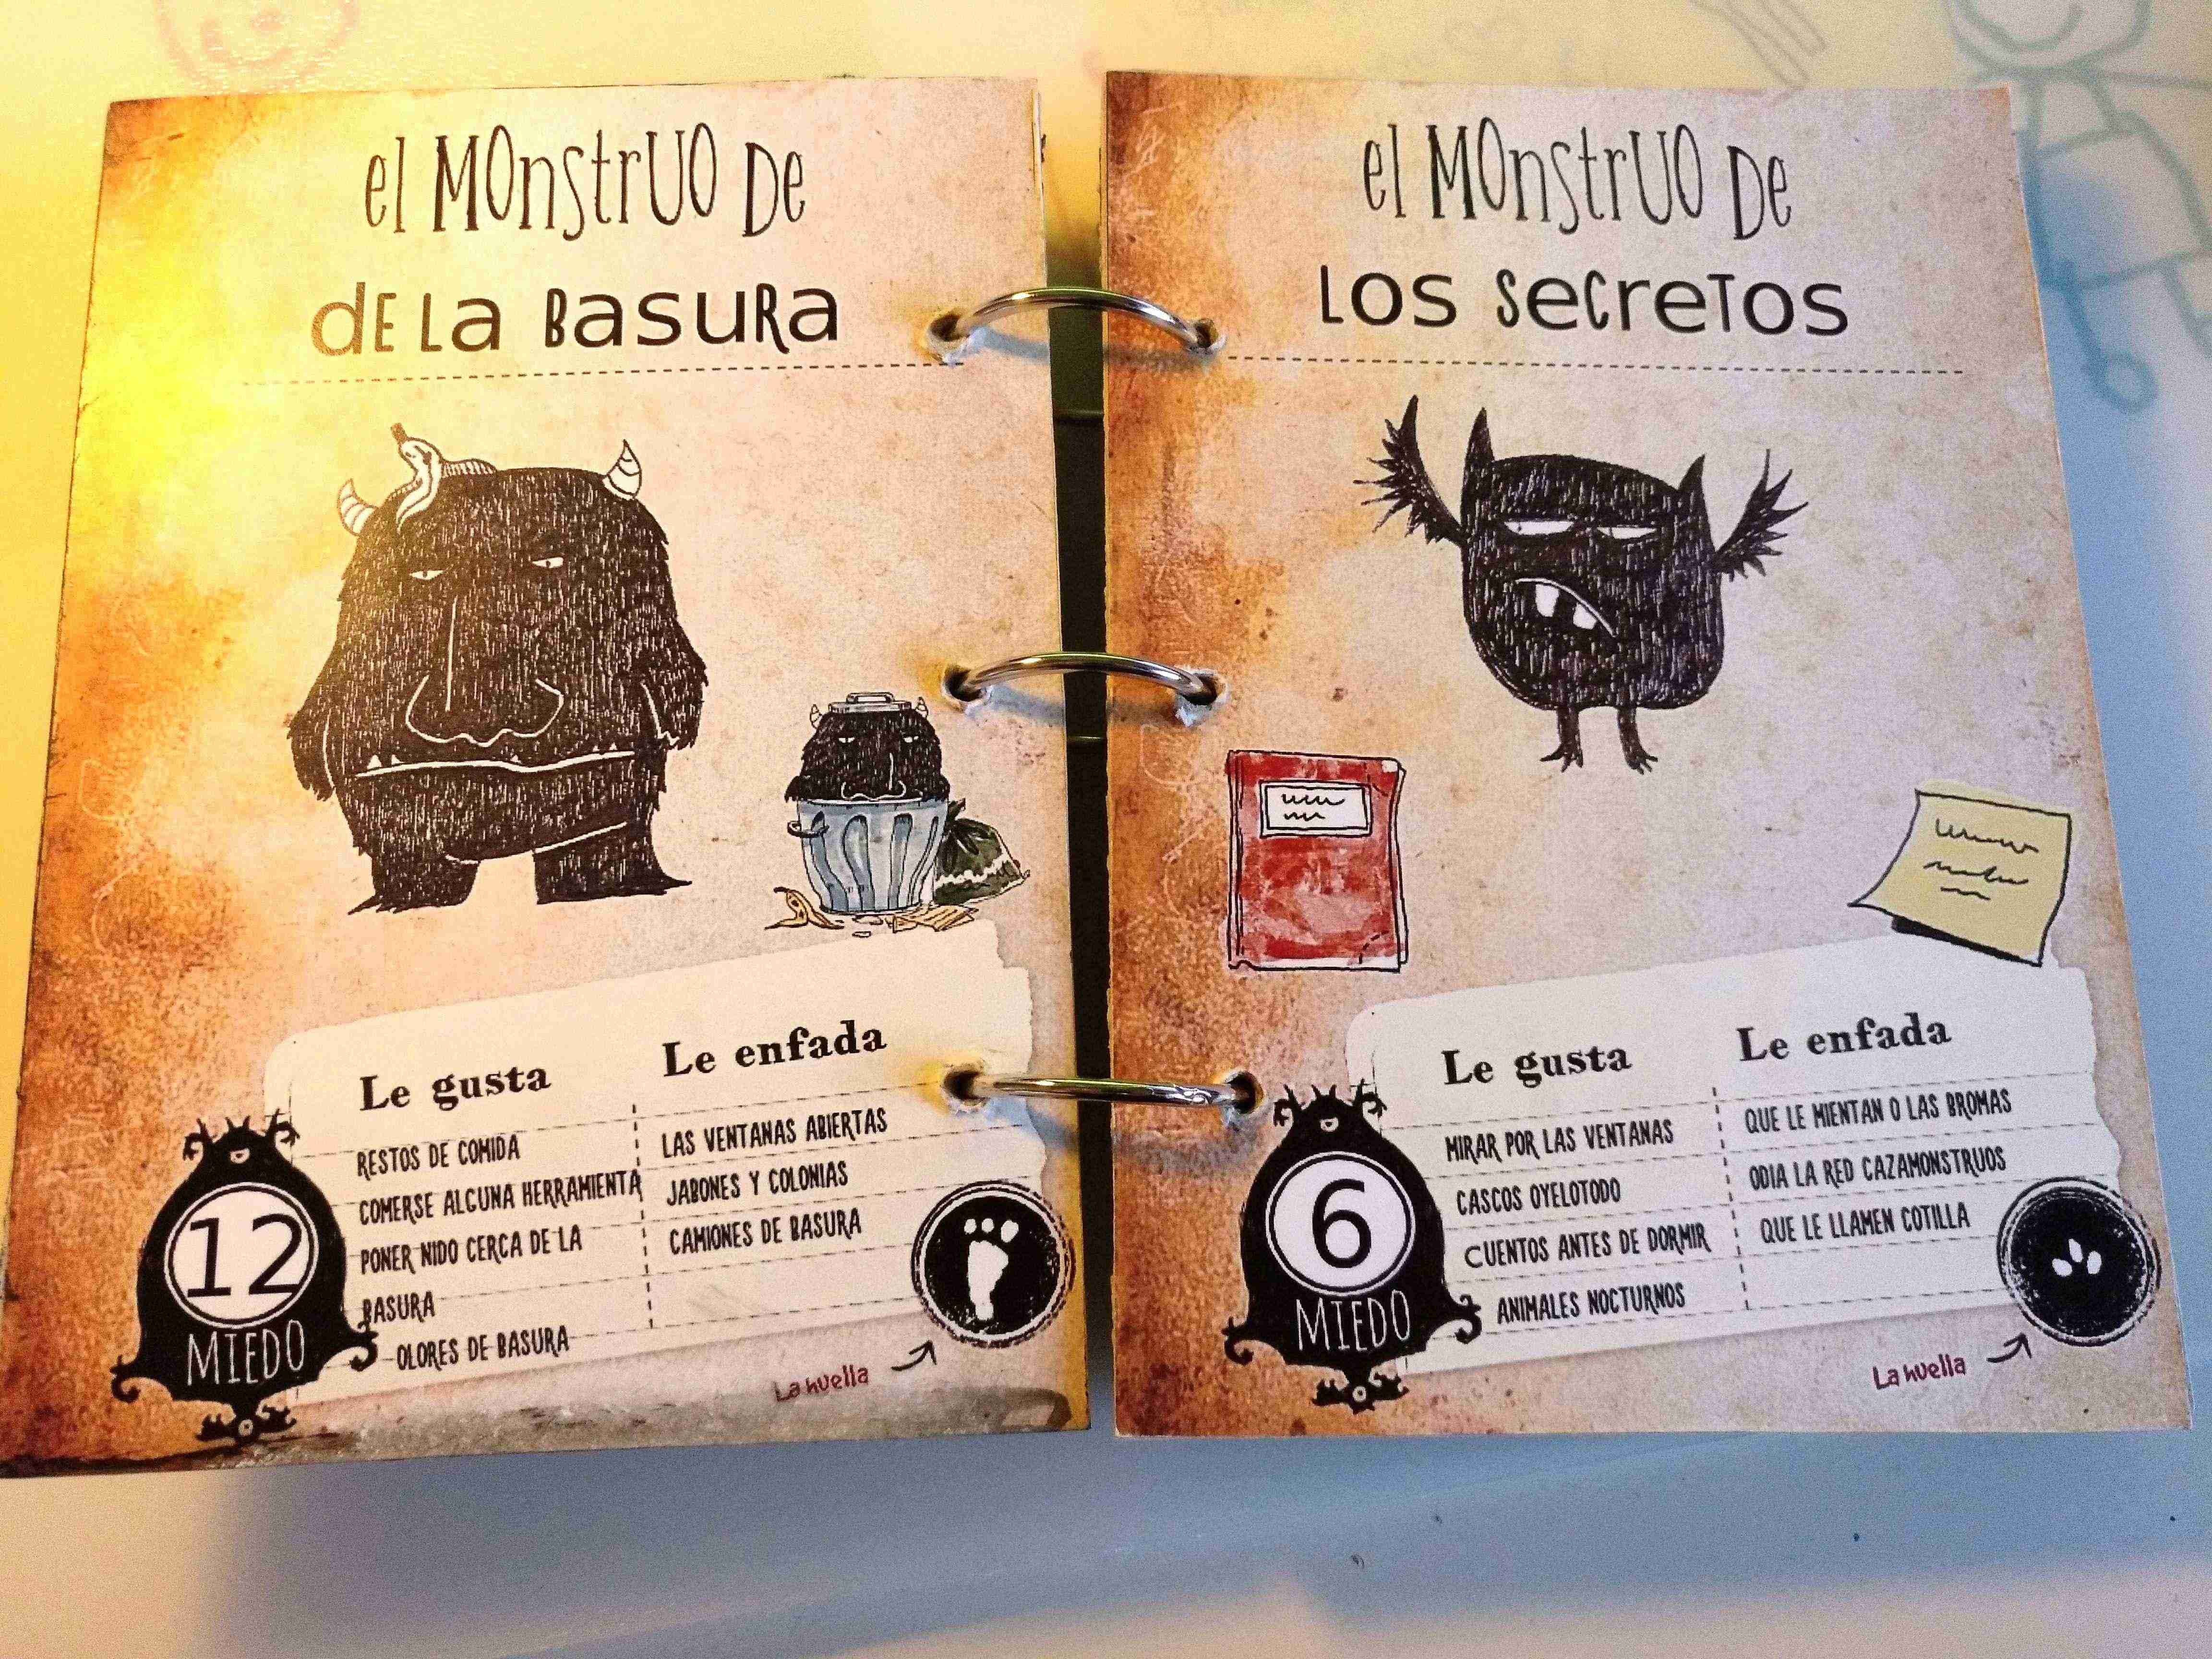 el MOnstrUO De
dE La Basura
Le gusta
RESTOS DE COMIDA
COMERSE ALGUNA HERRAMIENTA
PONER NIDO CERCA DE LA
BASURA
OLORES DE BASURA
Le enfada
LAS VENTANAS ABIERTAS
JABONES Y COLONIAS
CAMIONES DE BASURA
12
MIEDO
La huella
el MOnstrUO De
Los secretos
Le gusta
MIRAR POR LAS VENTANAS
CASCOS OYELOTODO
CUENTOS ANTES DE DORMIR
ANIMALES NOCTURNOS
Le enfada
QUE LE MIENTAN O LAS BROMAS
ODIA LA RED CAZAMONSTRUOS
QUE LE LLAMEN COTILLA
6
MIEDO
La huella